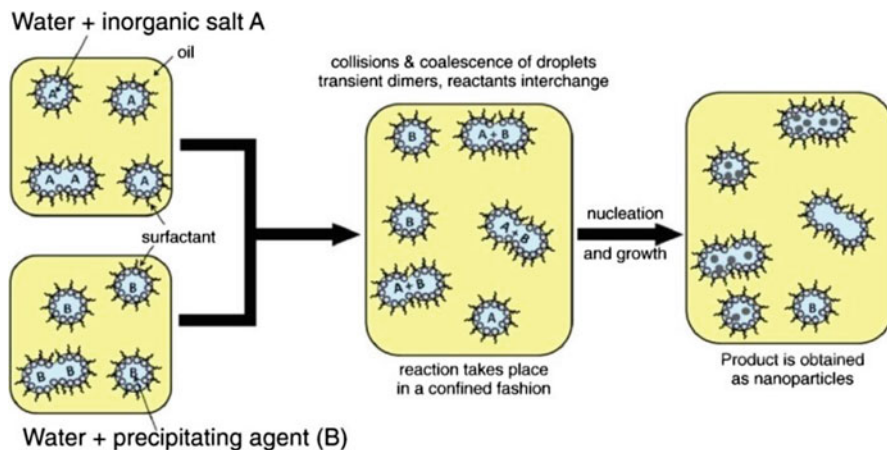 Water + inorganic salt A
oil
A
A
A A
A
surfactant
B
B
B B
B
Water + precipitating agent (B)
collisions & coalescence of droplets
transient dimers, reactants interchange
B
A + B
B
A + B
A + B
A
reaction takes place
in a confined fashion
nucleation
and growth
B
Product is obtained
as nanoparticles